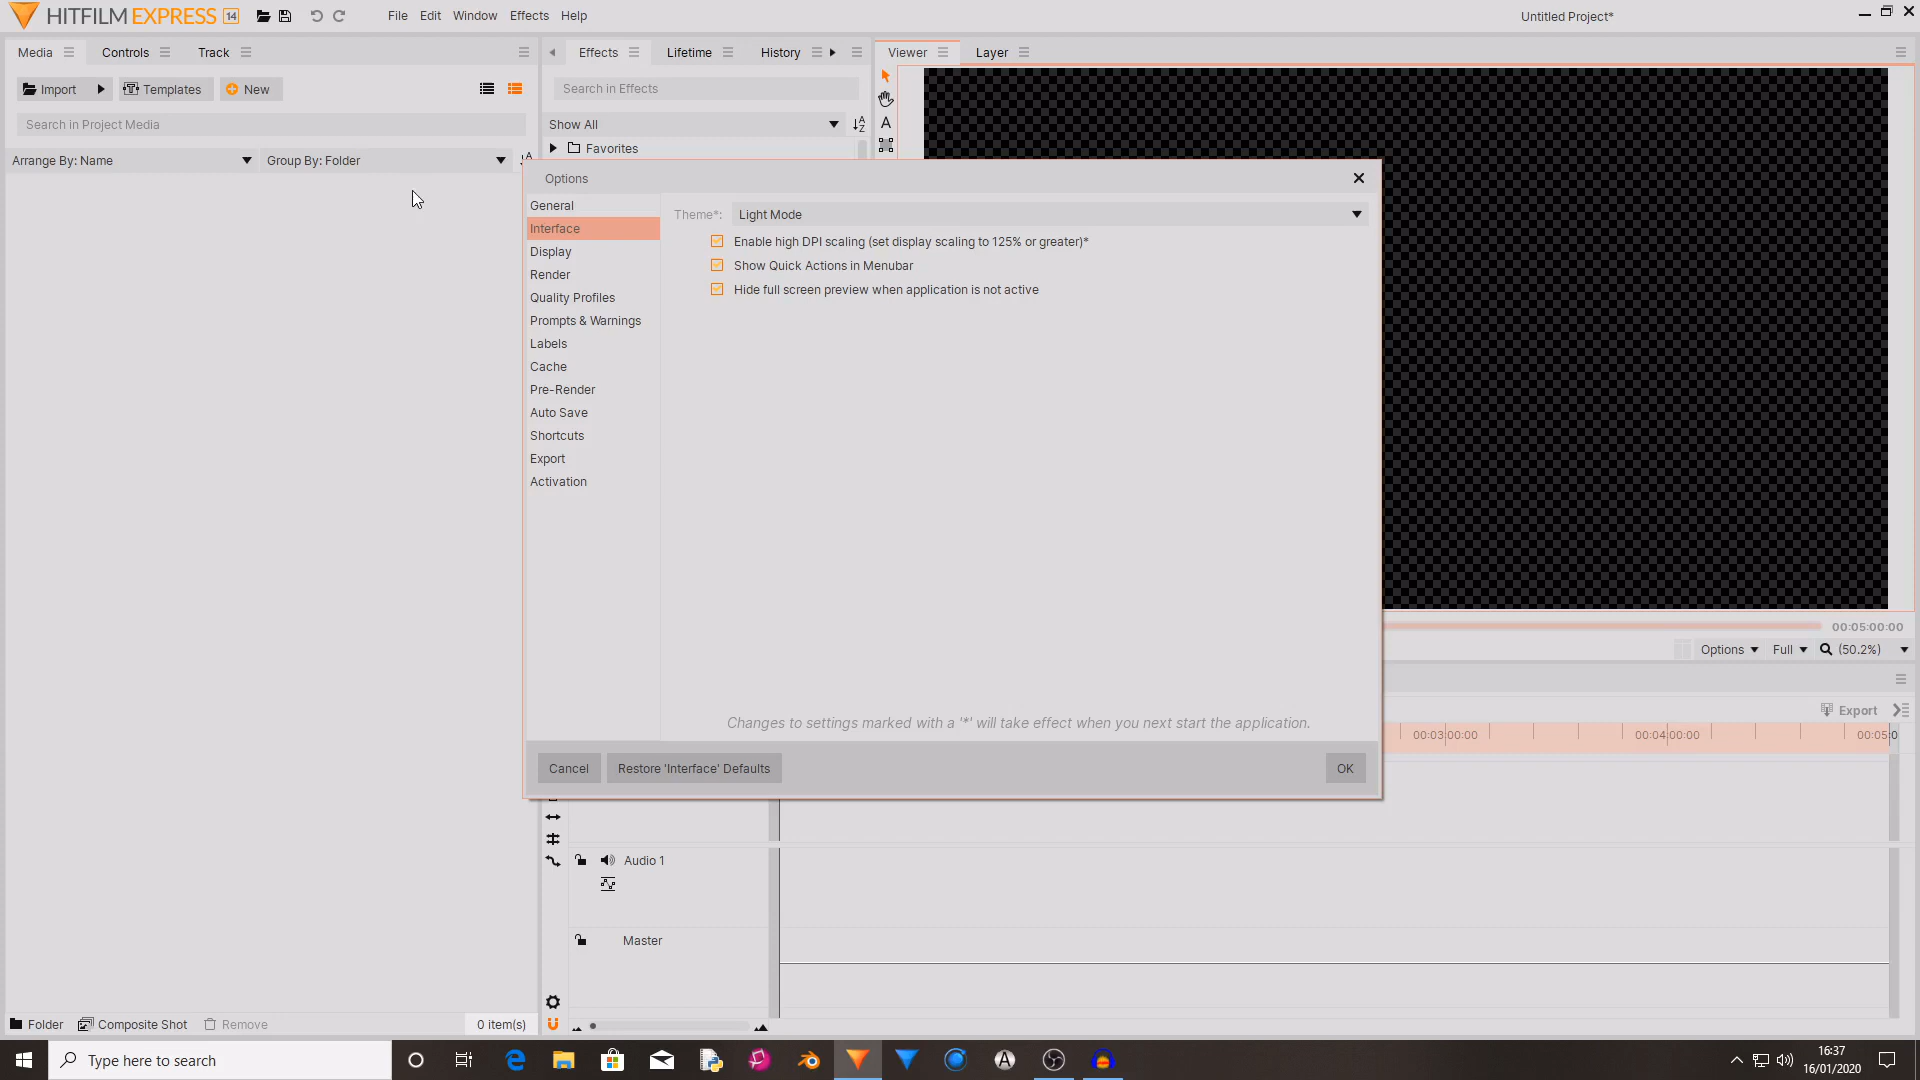 HITFILM EXPRESS 14
File Edit Window Effects Help
Untitled Project*
Media Controls Track
Effects Lifetime History
Viewer Layer
Import Templates New
Search in Effects
A
Search in Project Media
Show All
Arrange By: Name Group By: Folder
Favorites
Options
General
Interface
Display
Render
Quality Profiles
Prompts & Warnings
Labels
Cache
Pre-Render
Auto Save
Shortcuts
Export
Activation
Theme*: Light Mode
Enable high DPI scaling (set display scaling to 125% or greater)*
Show Quick Actions in Menubar
Hide full screen preview when application is not active
Changes to settings marked with a '*' will take effect when you next start the application.
Cancel Restore 'Interface' Defaults OK
00:05:00:00
Options Full (50.2%)
Export
00:03:00:00 00:04:00:00 00:05:0
Audio 1
Master
Folder Composite Shot Remove 0 item(s)
Type here to search
16:37
16/01/2020